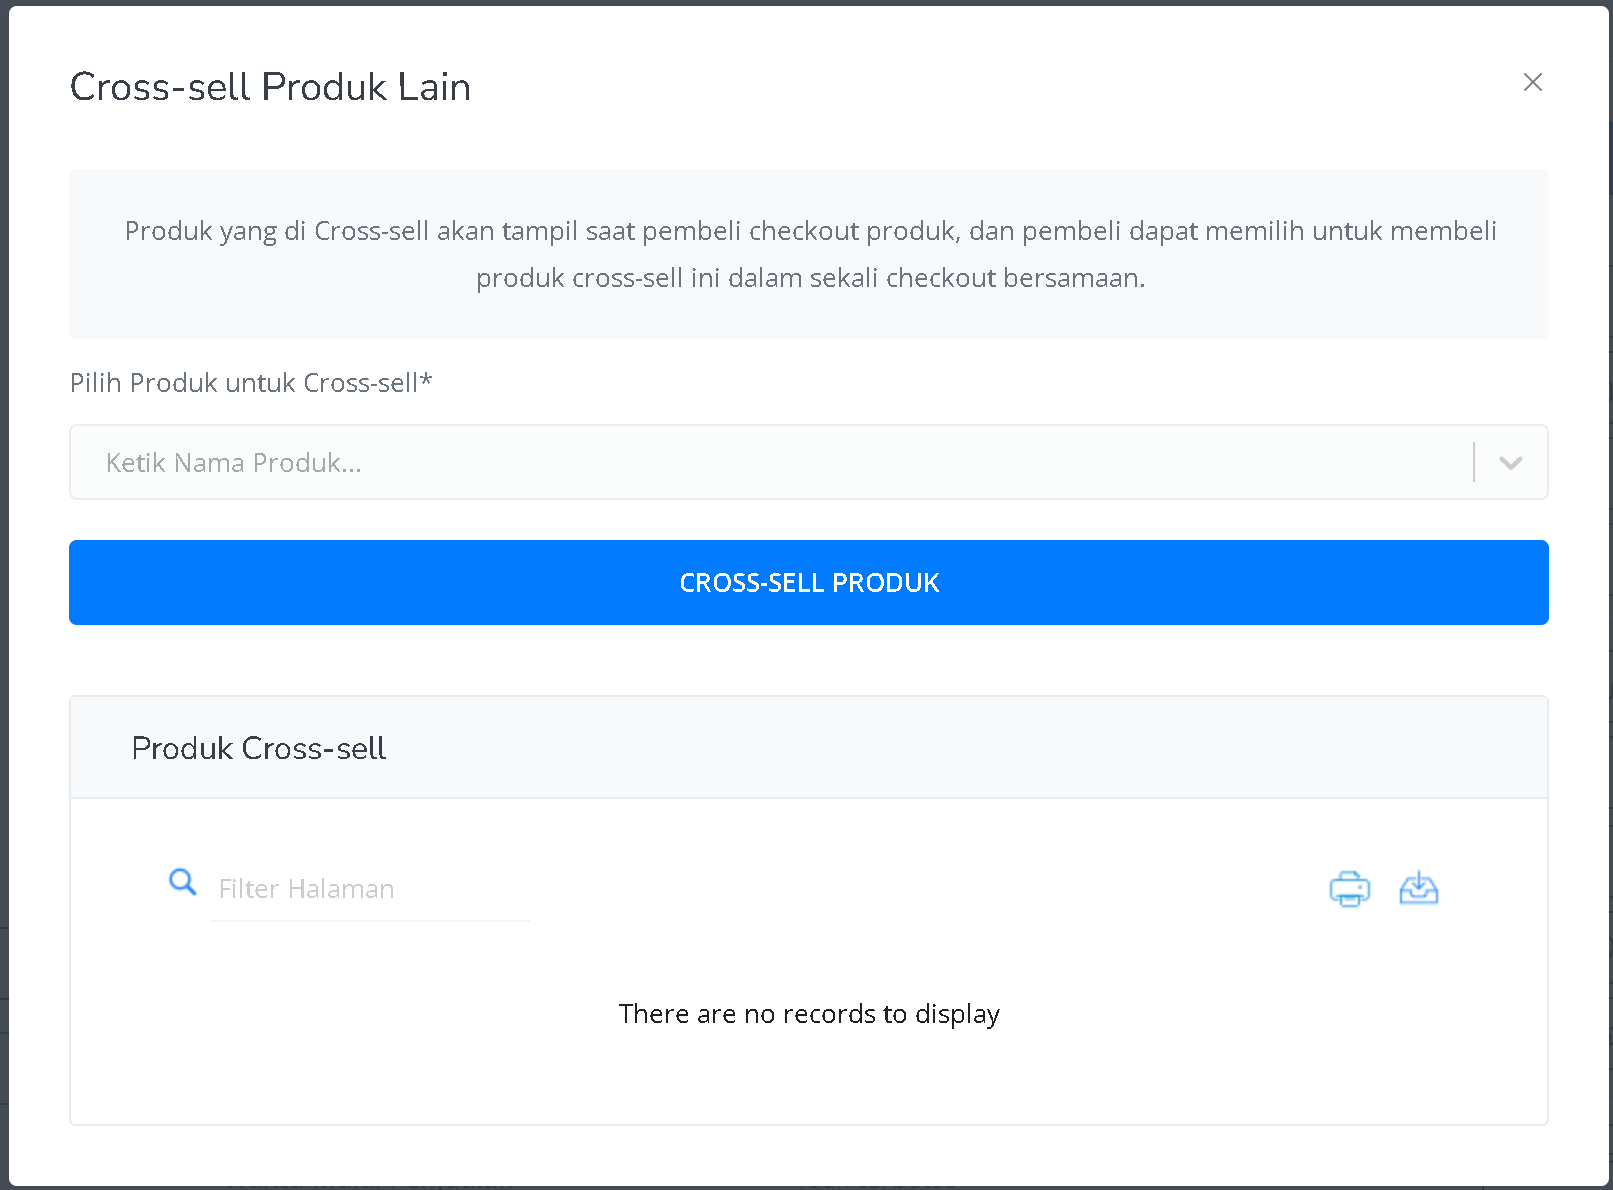 Cross-sell Produk Lain
Produk yang di Cross-sell akan tampil saat pembeli checkout produk, dan pembeli dapat memilih untuk membeli
produk cross-sell ini dalam sekali checkout bersamaan.
Pilih Produk untuk Cross-sell*
Ketik Nama Produk...
CROSS-SELL PRODUK
Produk Cross-sell
Filter Halaman
There are no records to display